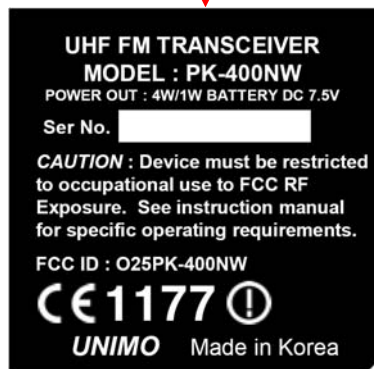 UHF FM TRANSCEIVER
MODEL : PK-400NW
POWER OUT : 4W/1W BATTERY DC 7.5V
Ser No.
CAUTION : Device must be restricted
to occupational use to FCC RF
Exposure. See instruction manual
for specific operating requirements.
FCC ID : O25PK-400NW
CE 1177
UNIMO Made in Korea